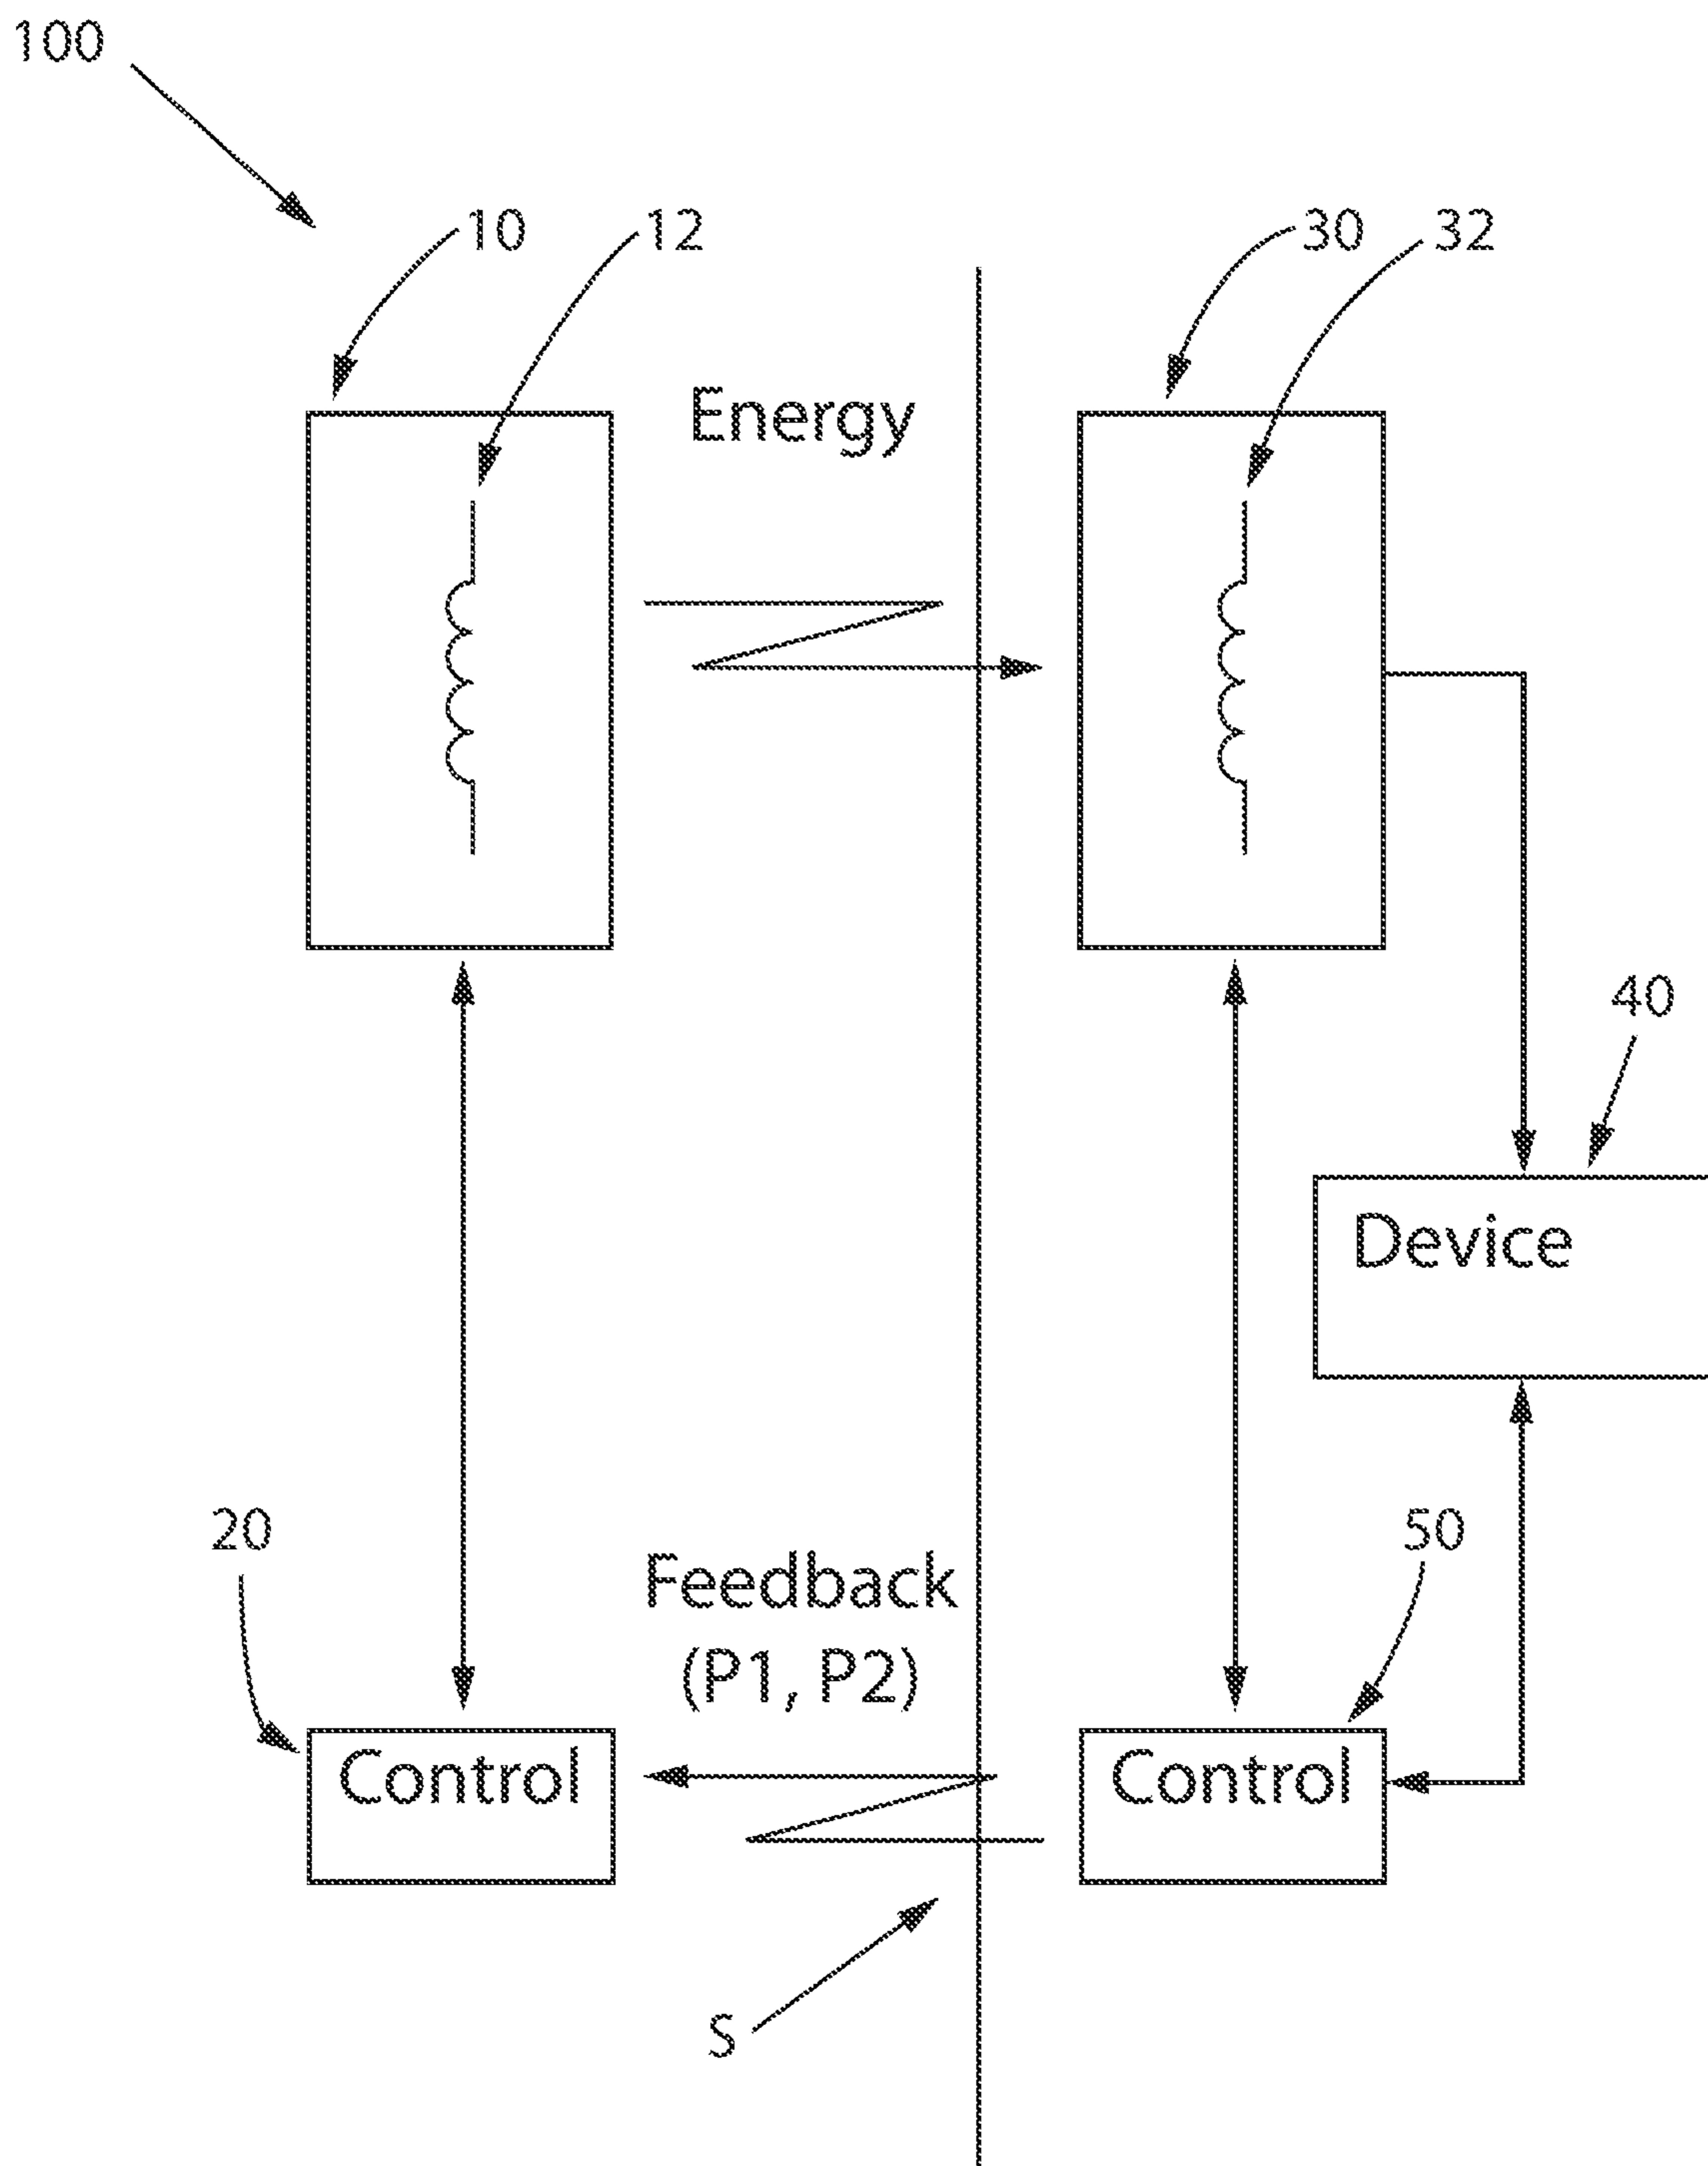 100
10
12
30
32
Energy
40
Device
20
50
Feedback
(P1, P2)
Control
Control
S